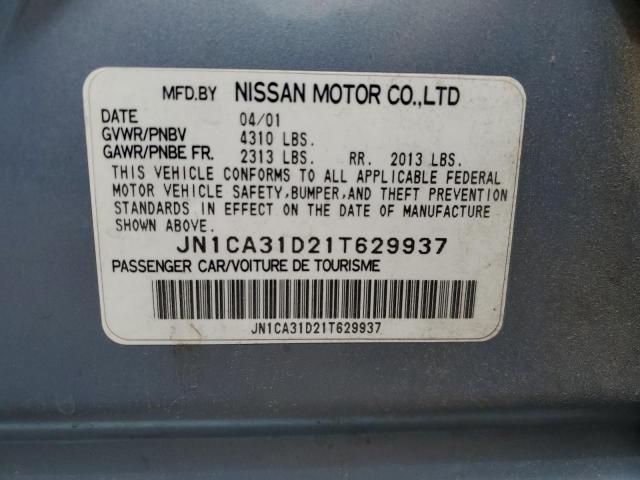 MFD.BY NISSAN MOTOR CO.,LTD
DATE 04/01
GVWR/PNBV 4310 LBS.
GAWR/PNBE FR. 2313 LBS. RR. 2013 LBS.
THIS VEHICLE CONFORMS TO ALL APPLICABLE FEDERAL
MOTOR VEHICLE SAFETY,BUMPER,AND THEFT PREVENTION
STANDARDS IN EFFECT ON THE DATE OF MANUFACTURE
SHOWN ABOVE.
JN1CA31D21T629937
PASSENGER CAR/VOITURE DE TOURISME
JN1CA31D21T629937